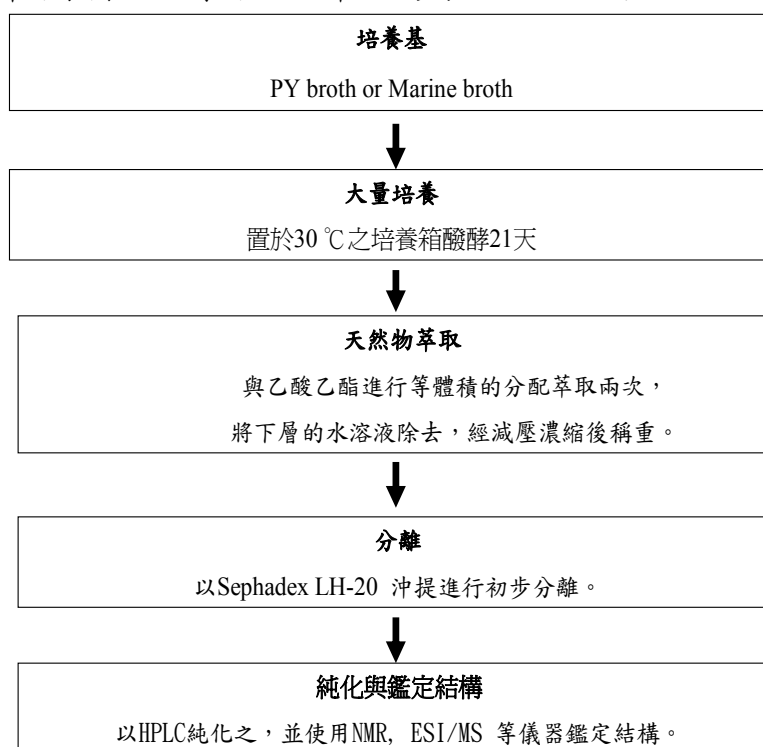 培養基
PY broth or Marine broth
大量培養
置於30 ℃之培養箱醱酵21天
天然物萃取
與乙酸乙酯進行等體積的分配萃取兩次，
將下層的水溶液除去，經減壓濃縮後稱重。
分離
以Sephadex LH-20 沖提進行初步分離。
純化與鑑定結構
以HPLC純化之，並使用NMR, ESI/MS 等儀器鑑定結構。